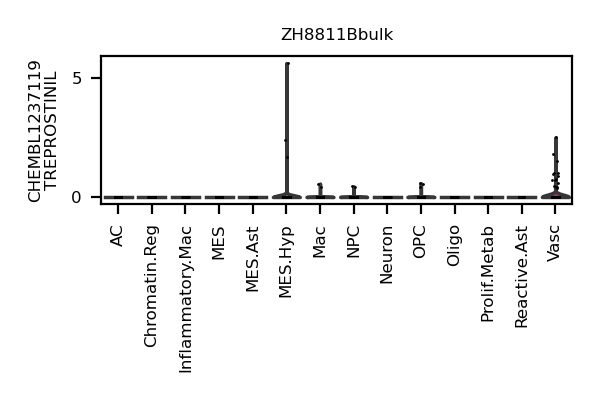 ZH8811Bbulk
CHEMBL1237119
TREPROSTINIL
5
0
AC
Chromatin.Reg
Inflammatory.Mac
MES
MES.Ast
MES.Hyp
Mac
NPC
Neuron
OPC
Oligo
Prolif.Metab
Reactive.Ast
Vasc